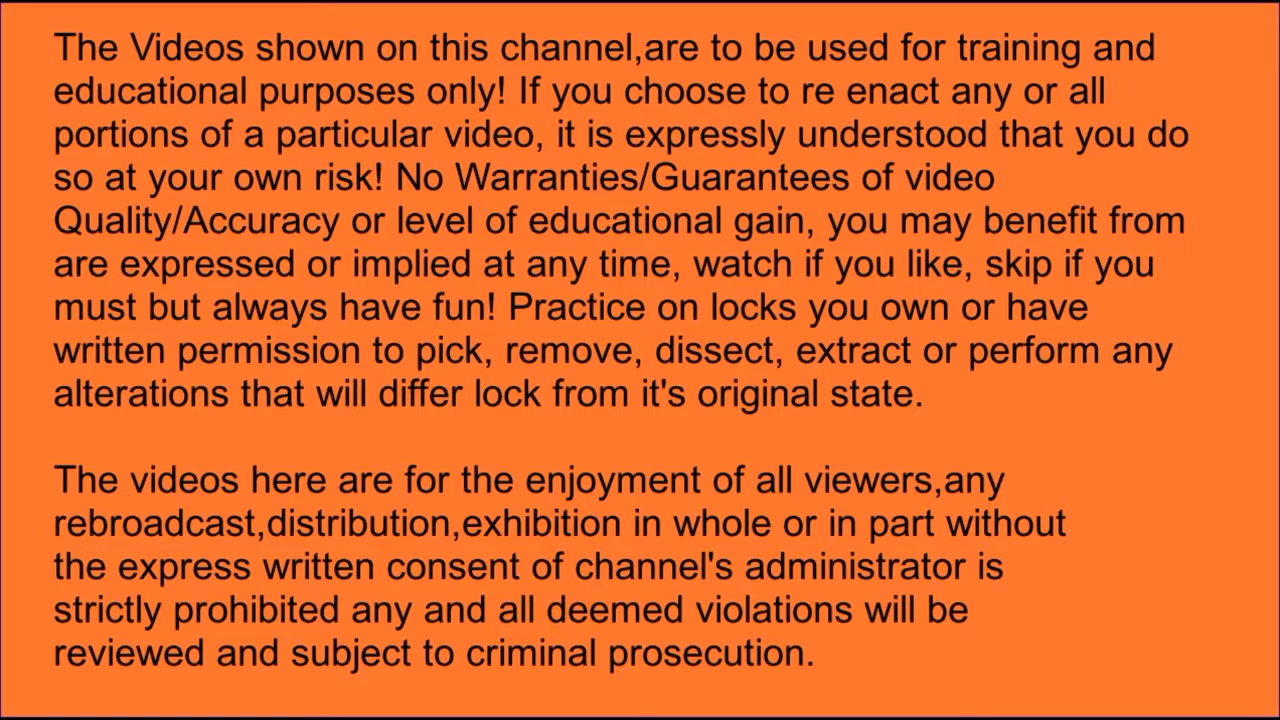 The Videos shown on this channel,are to be used for training and
educational purposes only! If you choose to re enact any or all
portions of a particular video, it is expressly understood that you do
so at your own risk! No Warranties/Guarantees of video
Quality/Accuracy or level of educational gain, you may benefit from
are expressed or implied at any time, watch if you like, skip if you
must but always have fun! Practice on locks you own or have
written permission to pick, remove, dissect, extract or perform any
alterations that will differ lock from it's original state.
The videos here are for the enjoyment of all viewers,any
rebroadcast,distribution,exhibition in whole or in part without
the express written consent of channel's administrator is
strictly prohibited any and all deemed violations will be
reviewed and subject to criminal prosecution.